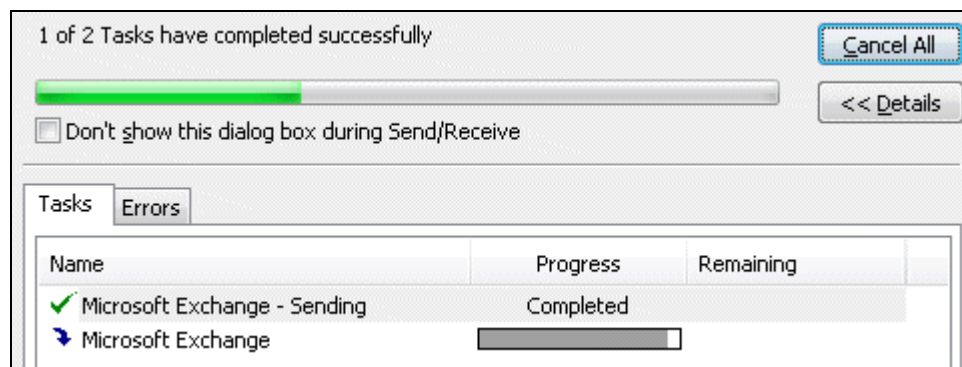 1 of 2 Tasks have completed successfully
Cancel All
<< Details
Don't show this dialog box during Send/Receive
Tasks Errors
Name Progress Remaining
Microsoft Exchange - Sending Completed
Microsoft Exchange